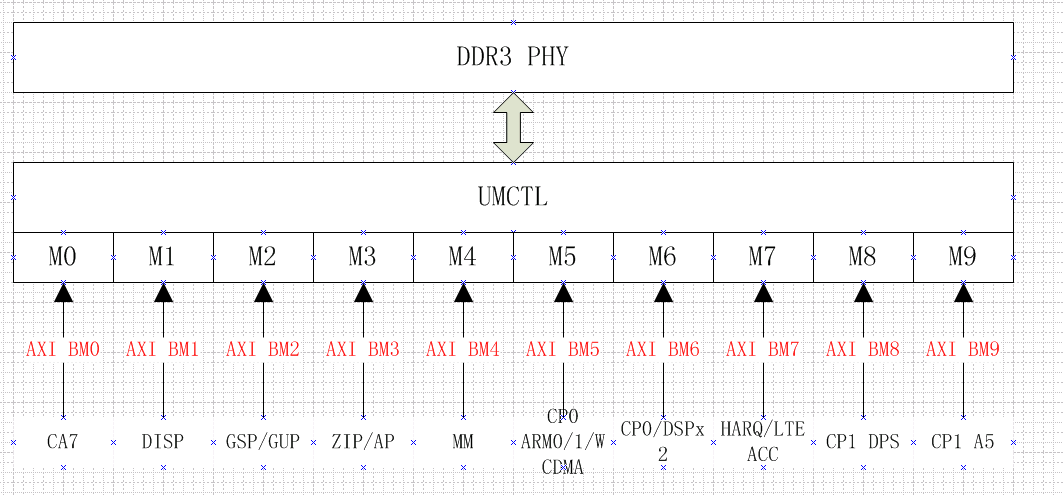 DDR3 PHY
UMCTL
M0 M1 M2 M3 M4 M5 M6 M7 M8 M9
AXI BM0 AXI BM1 AXI BM2 AXI BM3 AXI BM4 AXI BM5 AXI BM6 AXI BM7 AXI BM8 AXI BM9
CA7
DISP
GSP/GUP
ZIP/AP
MM
CP0
ARM0/1/W
CDMA
CP0/DSPx
2
HARQ/LTE
ACC
CP1 DPS
CP1 A5